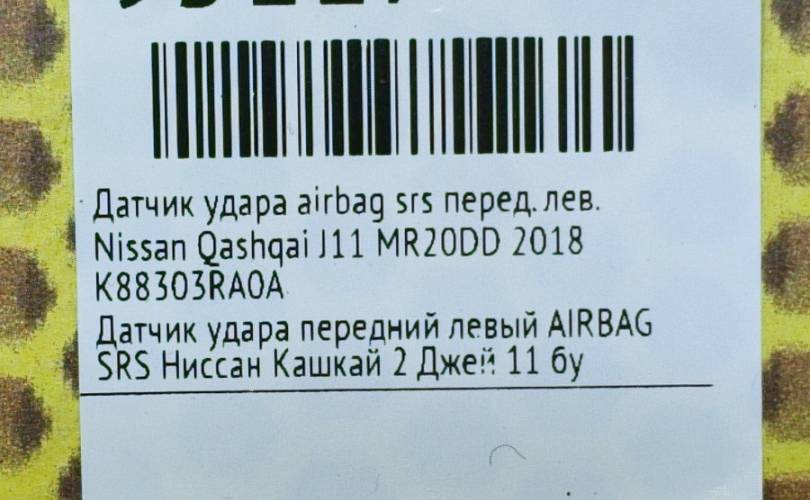 Датчик удара airbag srs перед. лев.
Nissan Qashqai J11 MR20DD 2018
K88303RA0A
Датчик удара передний левый AIRBAG
SRS Ниссан Кашкай 2 Джей 11 бу